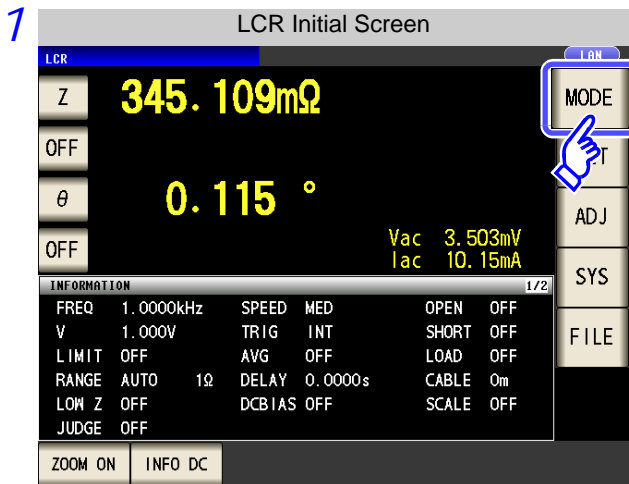 1
LCR Initial Screen
LCR
LAN
Z 345.109mΩ
MODE
OFF
θ 0.115 °
ADJ
OFF
Vac 3.503mV
Iac 10.15mA
SYS
INFORMATION 1/2
FREQ 1.0000kHz SPEED MED OPEN OFF
V 1.000V TRIG INT SHORT OFF
FILE
LIMIT OFF AVG OFF LOAD OFF
RANGE AUTO 1Ω DELAY 0.0000s CABLE 0m
LOW Z OFF DCBIAS OFF SCALE OFF
JUDGE OFF
ZOOM ON INFO DC